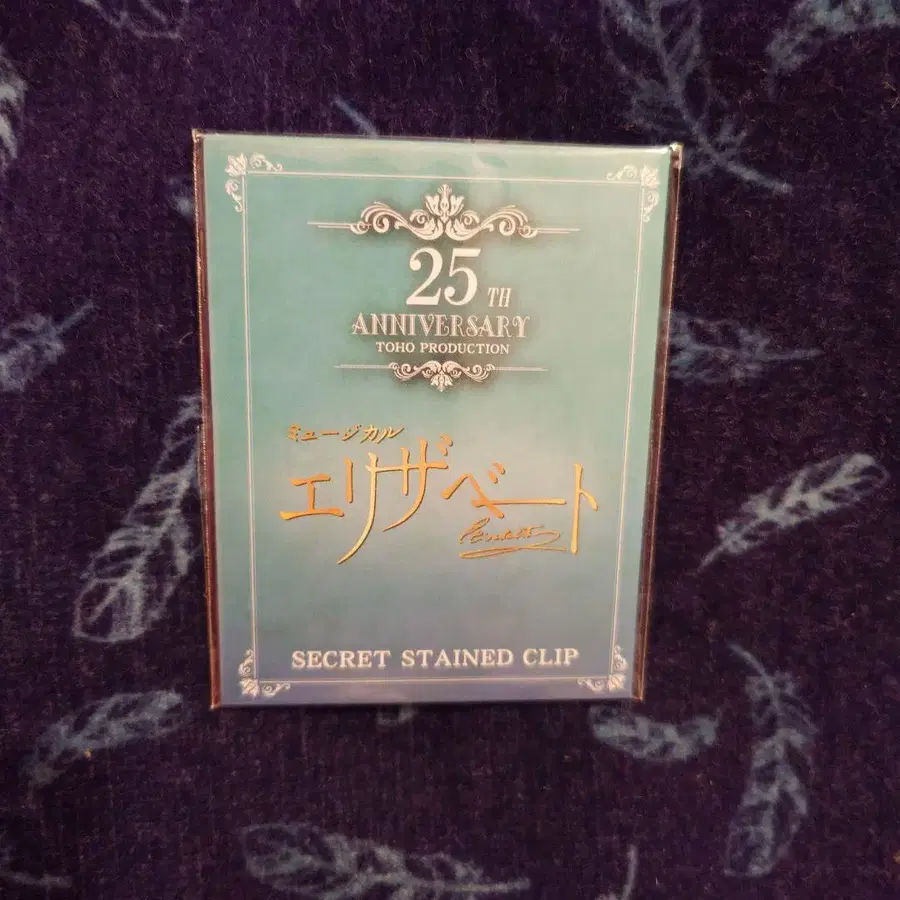 25TH
ANNIVERSARY
TOHO PRODUCTION
ミュージカル
エリザベート
SECRET STAINED CLIP